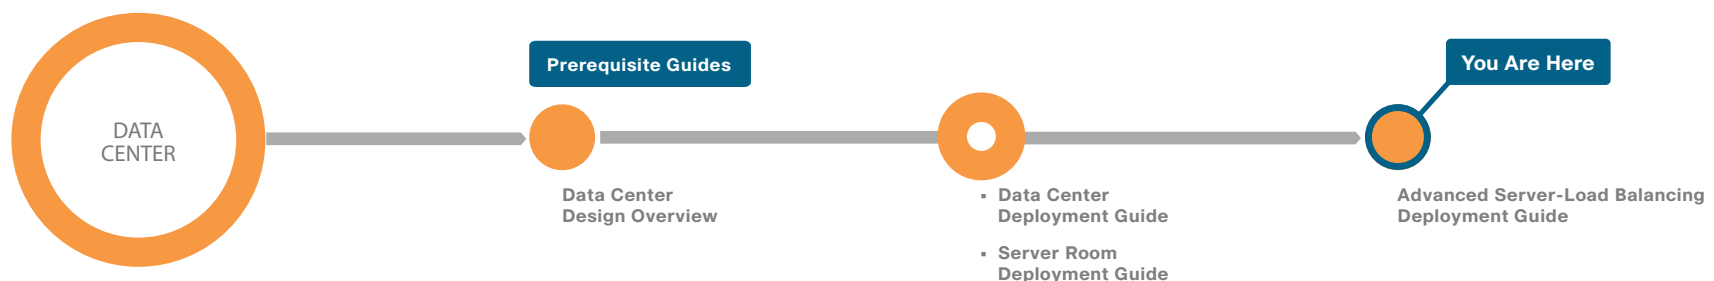 DATA
CENTER
Prerequisite Guides
Data Center
Design Overview
▪ Data Center
Deployment Guide
▪ Server Room
Deployment Guide
You Are Here
Advanced Server-Load Balancing
Deployment Guide